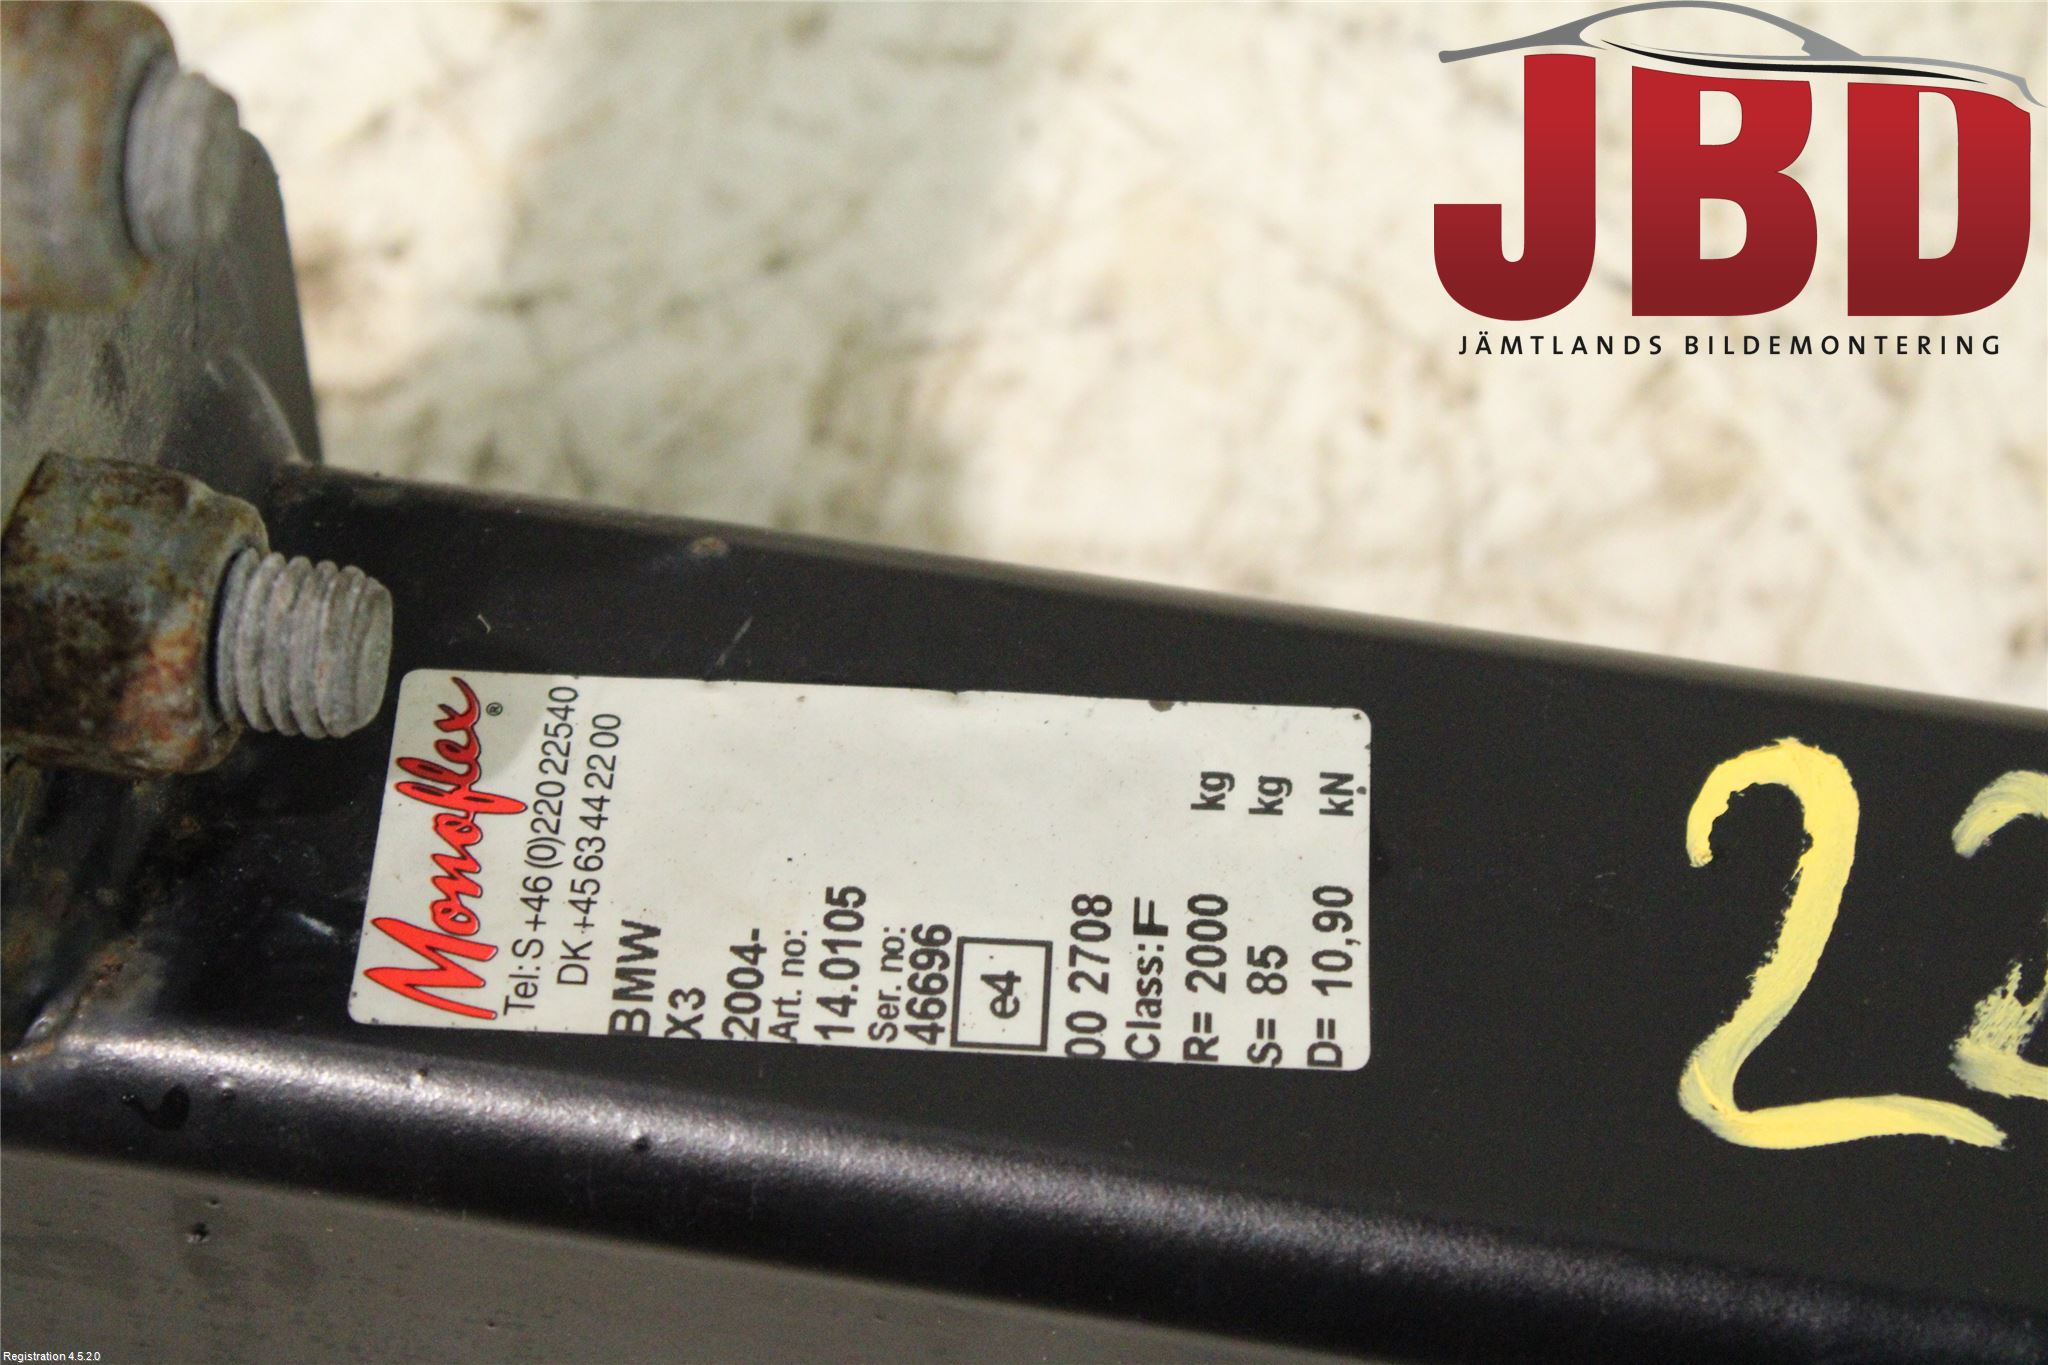 JBD
JÄMTLANDS BILDEMONTERING
Monoflex®
Tel: S +46 (0)220 22540
DK +45 63 44 22 00
BMW
X3
2004-
Art. no:
14.0105
Ser. no:
46696
e4
00 2708
Class: F
R= 2000 kg
S= 85 kg
D= 10,90 kN
2
Registration 4.5.2.0